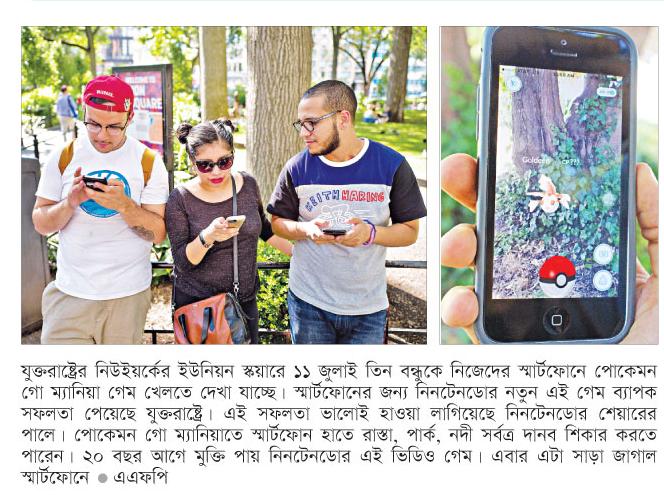 WELCOME TO
SQUARE
KEITH HARING
Goldeen
CP???
যুক্তরাষ্ট্রের নিউইয়র্কের ইউনিয়ন স্কয়ারে ১১ জুলাই তিন বন্ধুকে নিজেদের স্মার্টফোনে পোকেমন
গো ম্যানিয়া গেম খেলতে দেখা যাচ্ছে। স্মার্টফোনের জন্য নিনটেনডোর নতুন এই গেম ব্যাপক
সফলতা পেয়েছে যুক্তরাষ্ট্রে। এই সফলতা ভালোই হাওয়া লাগিয়েছে নিনটেনডোর শেয়ারের
পালে। পোকেমন গো ম্যানিয়াতে স্মার্টফোন হাতে রাস্তা, পার্ক, নদী সর্বত্র দানব শিকার করতে
পারেন। ২০ বছর আগে মুক্তি পায় নিনটেনডোর এই ভিডিও গেম। এবার এটা সাড়া জাগাল
স্মার্টফোনে ● এএফপি